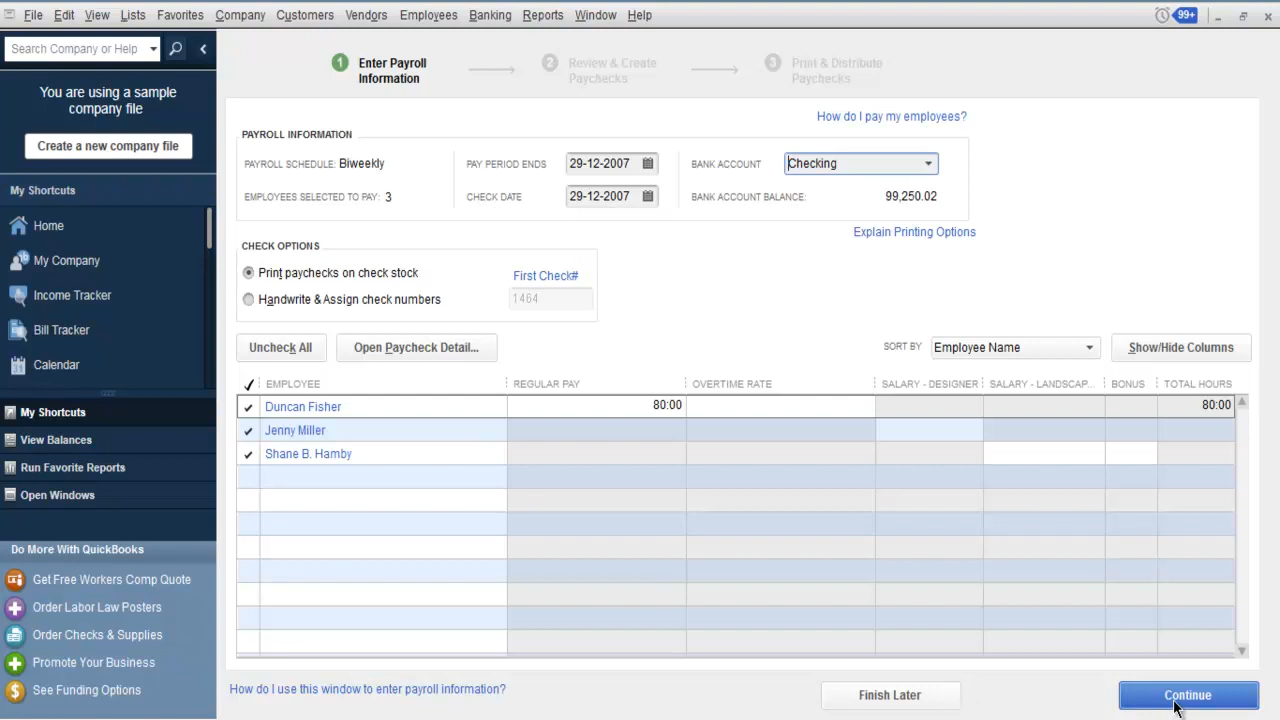 File Edit View Lists Favorites Company Customers Vendors Employees Banking Reports Window Help 99+
Search Company or Help
You are using a sample
company file
Create a new company file
My Shortcuts
Home
My Company
Income Tracker
Bill Tracker
Calendar
My Shortcuts
View Balances
Run Favorite Reports
Open Windows
Do More With QuickBooks
Get Free Workers Comp Quote
Order Labor Law Posters
Order Checks & Supplies
Promote Your Business
See Funding Options
1 Enter Payroll
Information
2 Review & Create
Paychecks
3 Print & Distribute
Paychecks
How do I pay my employees?
PAYROLL INFORMATION
PAYROLL SCHEDULE: Biweekly PAY PERIOD ENDS 29-12-2007 BANK ACCOUNT Checking
EMPLOYEES SELECTED TO PAY: 3 CHECK DATE 29-12-2007 BANK ACCOUNT BALANCE: 99,250.02
Explain Printing Options
CHECK OPTIONS
Print paychecks on check stock First Check#
Handwrite & Assign check numbers 1464
Uncheck All Open Paycheck Detail... SORT BY Employee Name Show/Hide Columns
EMPLOYEE REGULAR PAY OVERTIME RATE SALARY - DESIGNER SALARY - LANDSCAP... BONUS TOTAL HOURS
Duncan Fisher 80:00 80:00
Jenny Miller
Shane B. Hamby
How do I use this window to enter payroll information? Finish Later Continue